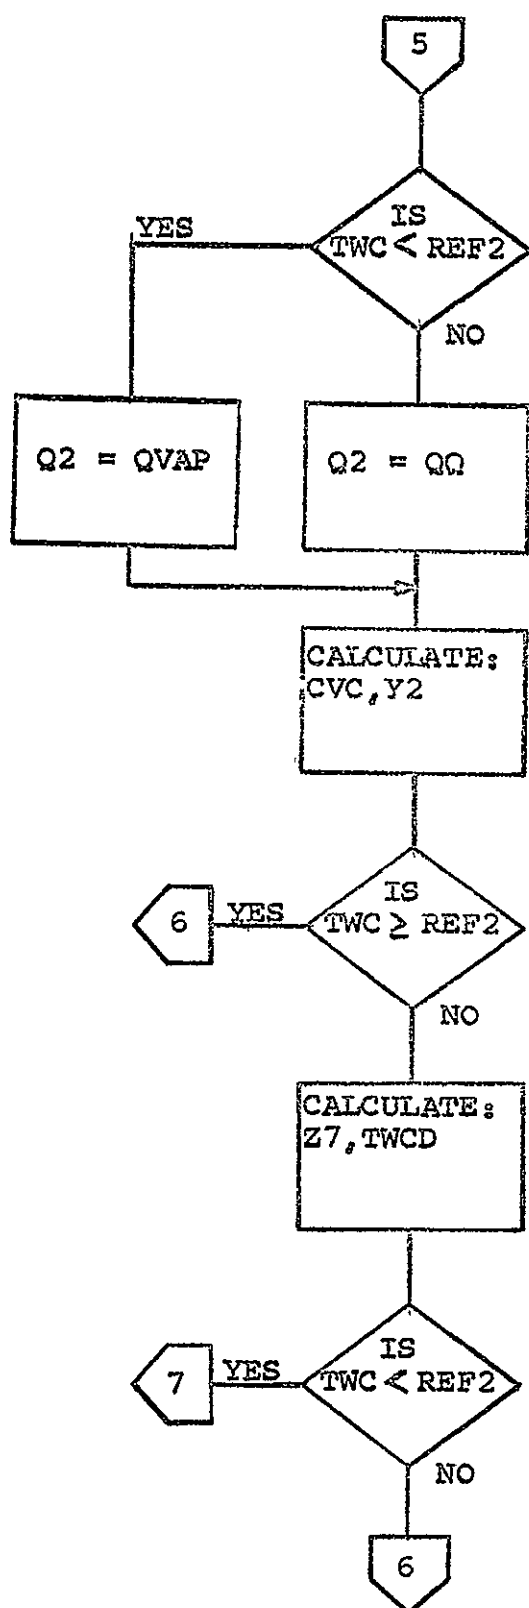 5
IS
TWC < REF2
YES
NO
Q2 = QVAP
Q2 = QΩ
CALCULATE:
CVC,Y2
IS
TWC ≥ REF2
YES
6
NO
CALCULATE:
Z7,TWCD
IS
TWC < REF2
YES
7
NO
6